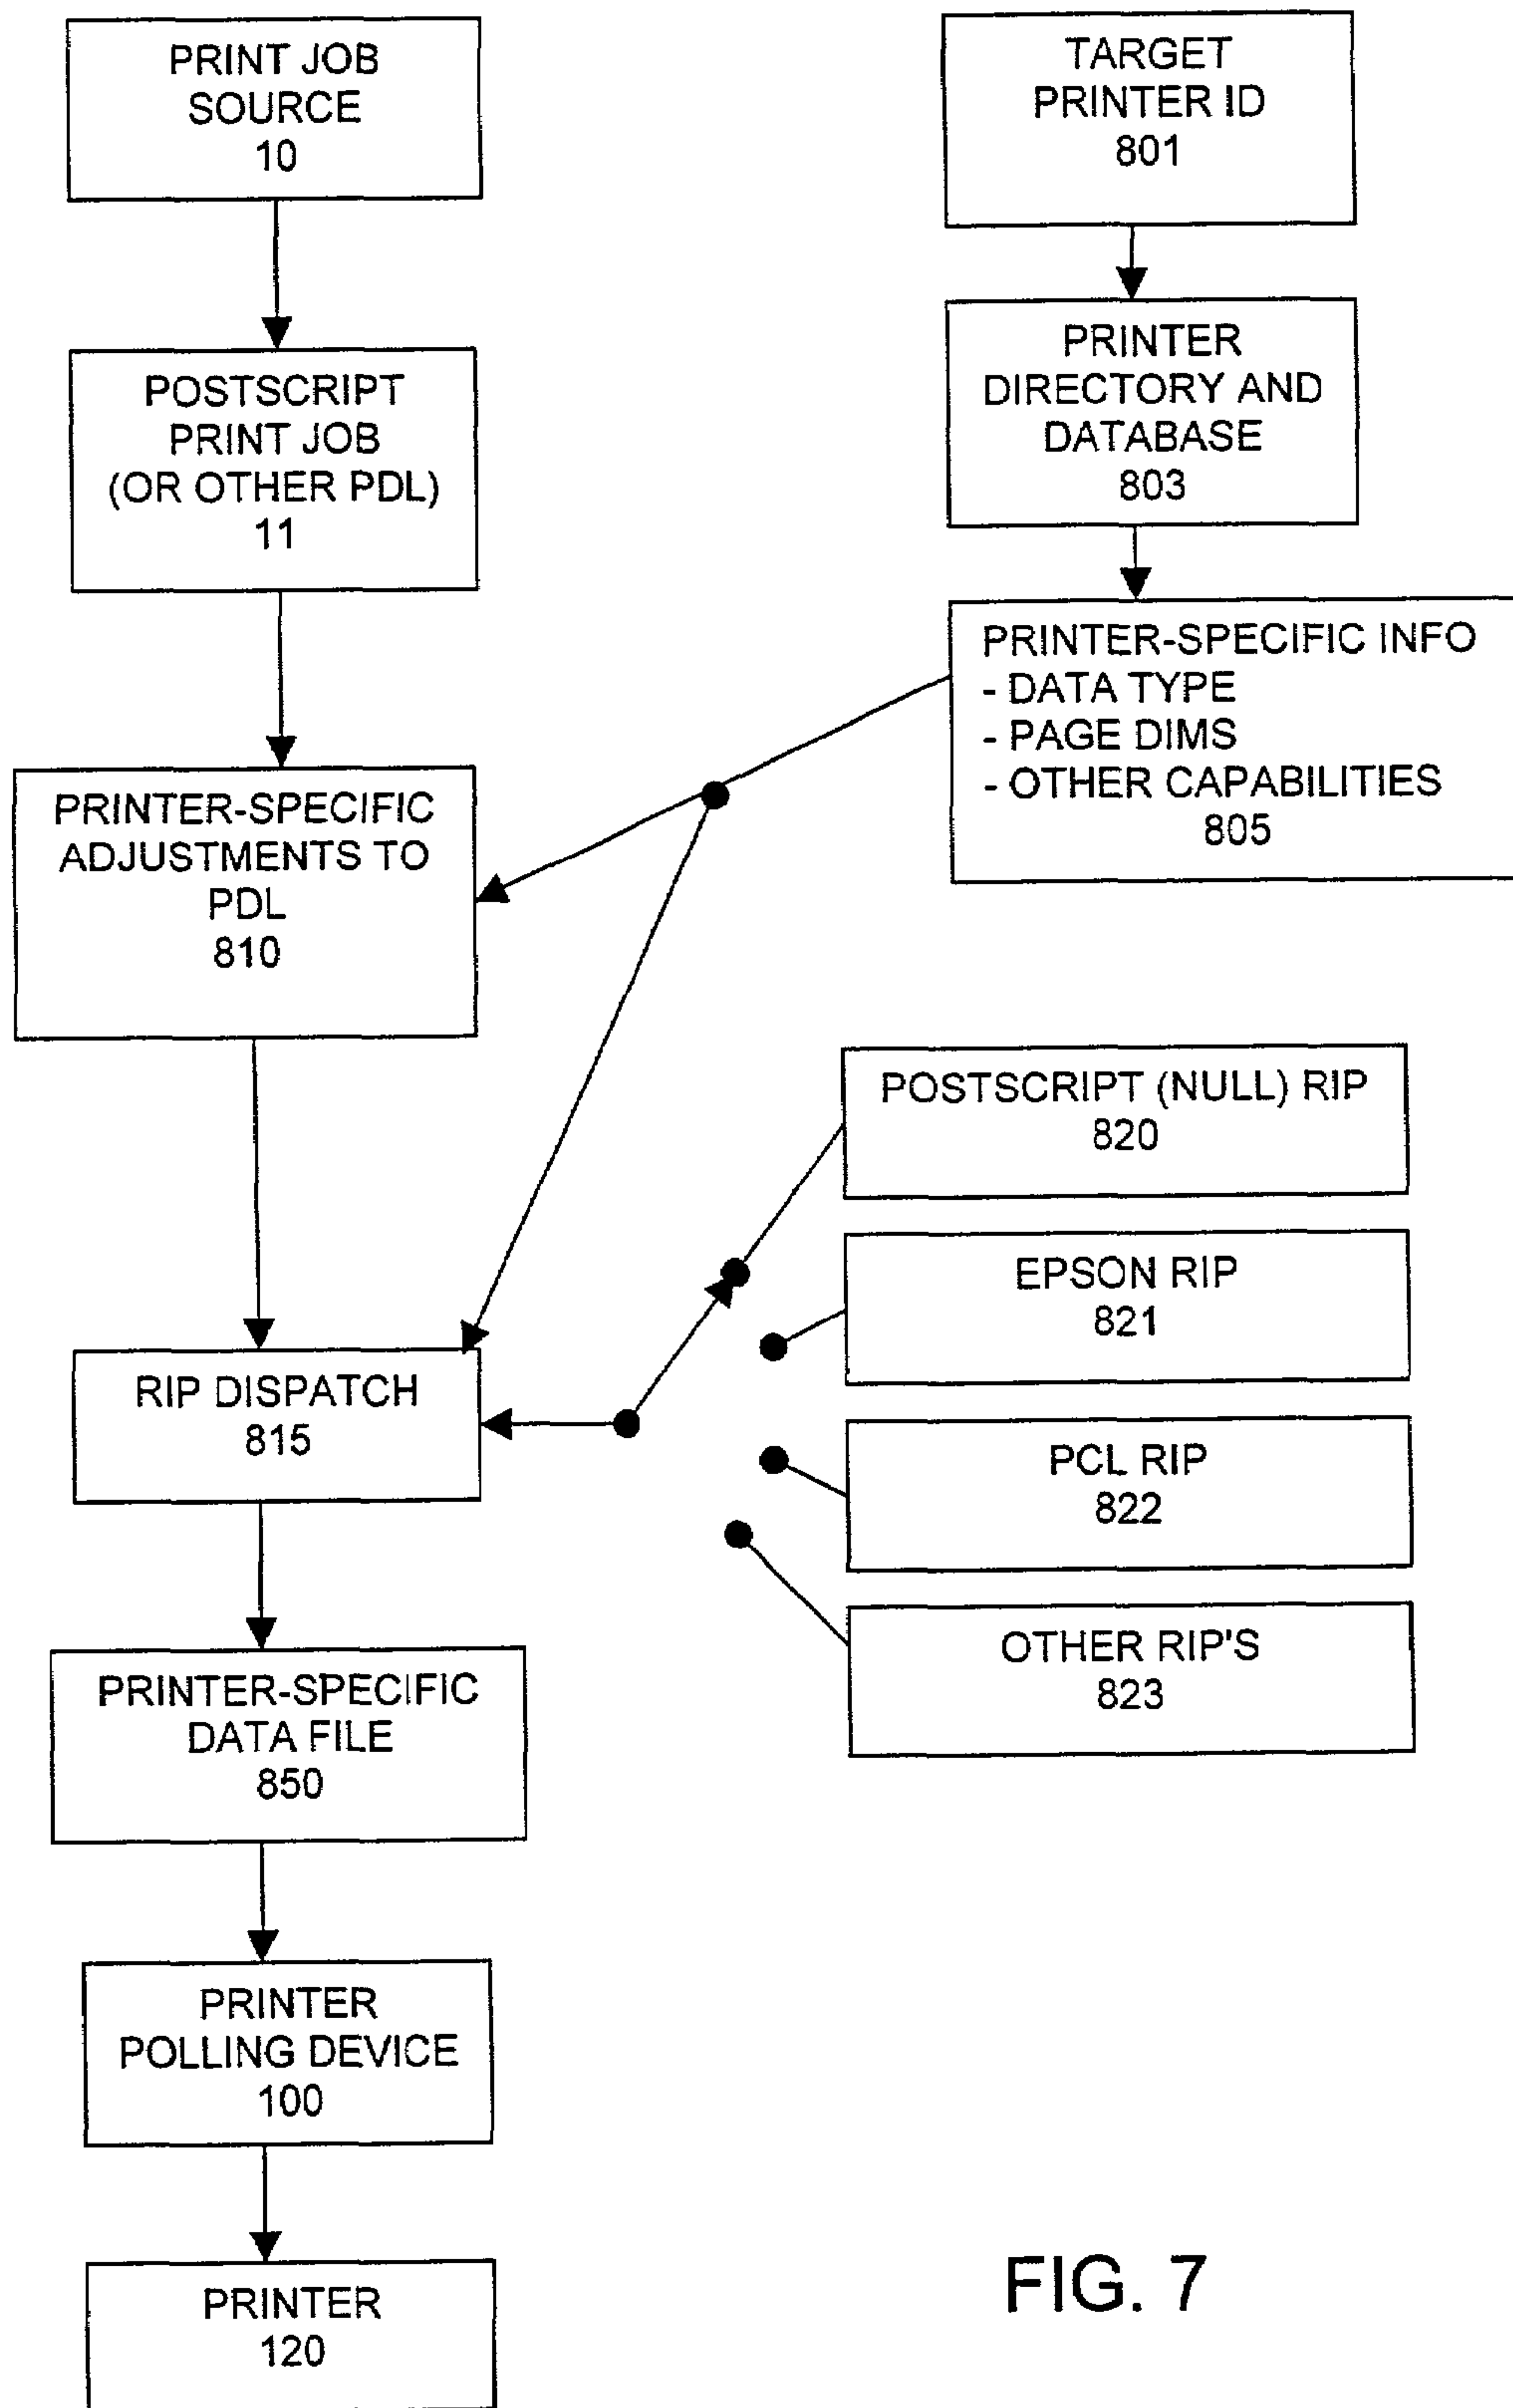 PRINT JOB
SOURCE
10
POSTSCRIPT
PRINT JOB
(OR OTHER PDL)
11
PRINTER-SPECIFIC
ADJUSTMENTS TO
PDL
810
RIP DISPATCH
815
PRINTER-SPECIFIC
DATA FILE
850
PRINTER
POLLING DEVICE
100
PRINTER
120
TARGET
PRINTER ID
801
PRINTER
DIRECTORY AND
DATABASE
803
PRINTER-SPECIFIC INFO
- DATA TYPE
- PAGE DIMS
- OTHER CAPABILITIES
805
POSTSCRIPT (NULL) RIP
820
EPSON RIP
821
PCL RIP
822
OTHER RIP'S
823
FIG. 7